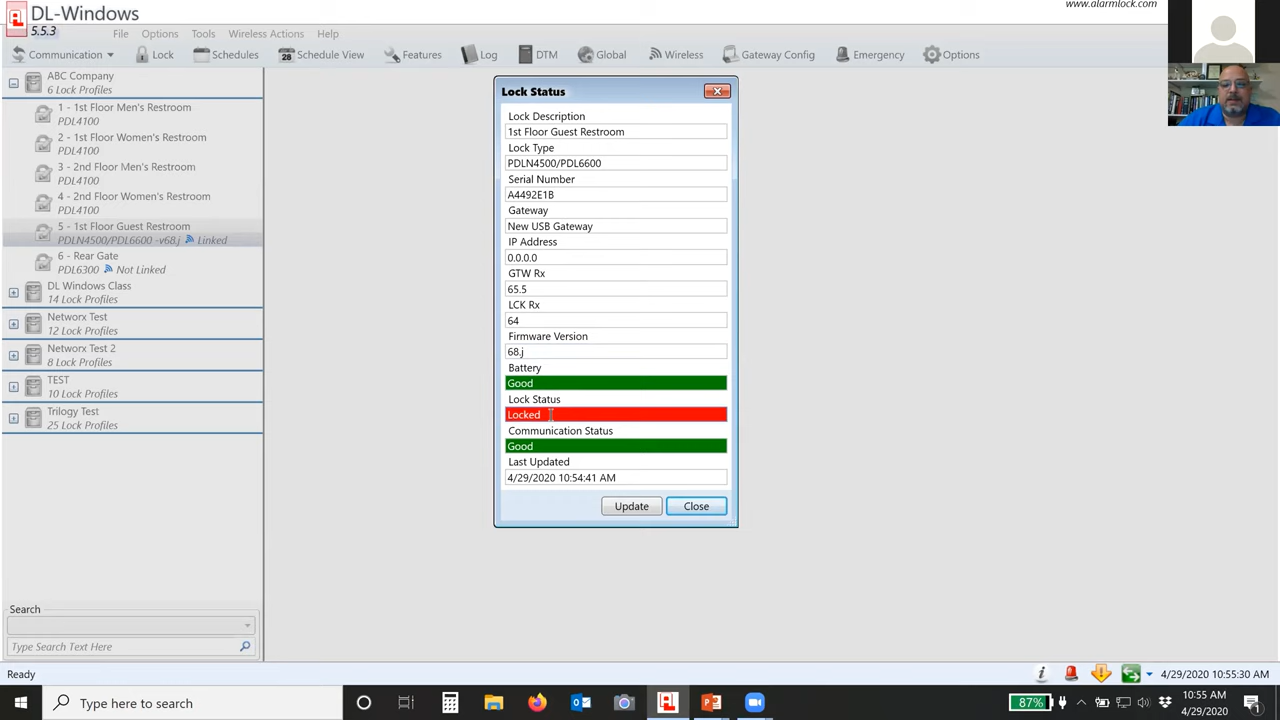 DL-Windows
5.5.3
www.alarmlock.com
File Options Tools Wireless Actions Help
Communication Lock Schedules 28 Schedule View Features Log DTM Global Wireless Gateway Config Emergency Options
ABC Company
6 Lock Profiles
1 - 1st Floor Men's Restroom
PDL4100
2 - 1st Floor Women's Restroom
PDL4100
3 - 2nd Floor Men's Restroom
PDL4100
4 - 2nd Floor Women's Restroom
PDL4100
5 - 1st Floor Guest Restroom
PDLN4500/PDL6600 -v68.j Linked
6 - Rear Gate
PDL6300 Not Linked
DL Windows Class
14 Lock Profiles
Networx Test
12 Lock Profiles
Networx Test 2
8 Lock Profiles
TEST
10 Lock Profiles
Trilogy Test
25 Lock Profiles
Lock Status
Lock Description
1st Floor Guest Restroom
Lock Type
PDLN4500/PDL6600
Serial Number
A4492E1B
Gateway
New USB Gateway
IP Address
0.0.0.0
GTW Rx
65.5
LCK Rx
64
Firmware Version
68.j
Battery
Good
Lock Status
Locked
Communication Status
Good
Last Updated
4/29/2020 10:54:41 AM
Update Close
Search
Type Search Text Here
Ready
4/29/2020 10:55:30 AM
Type here to search
87%
10:55 AM
4/29/2020
1